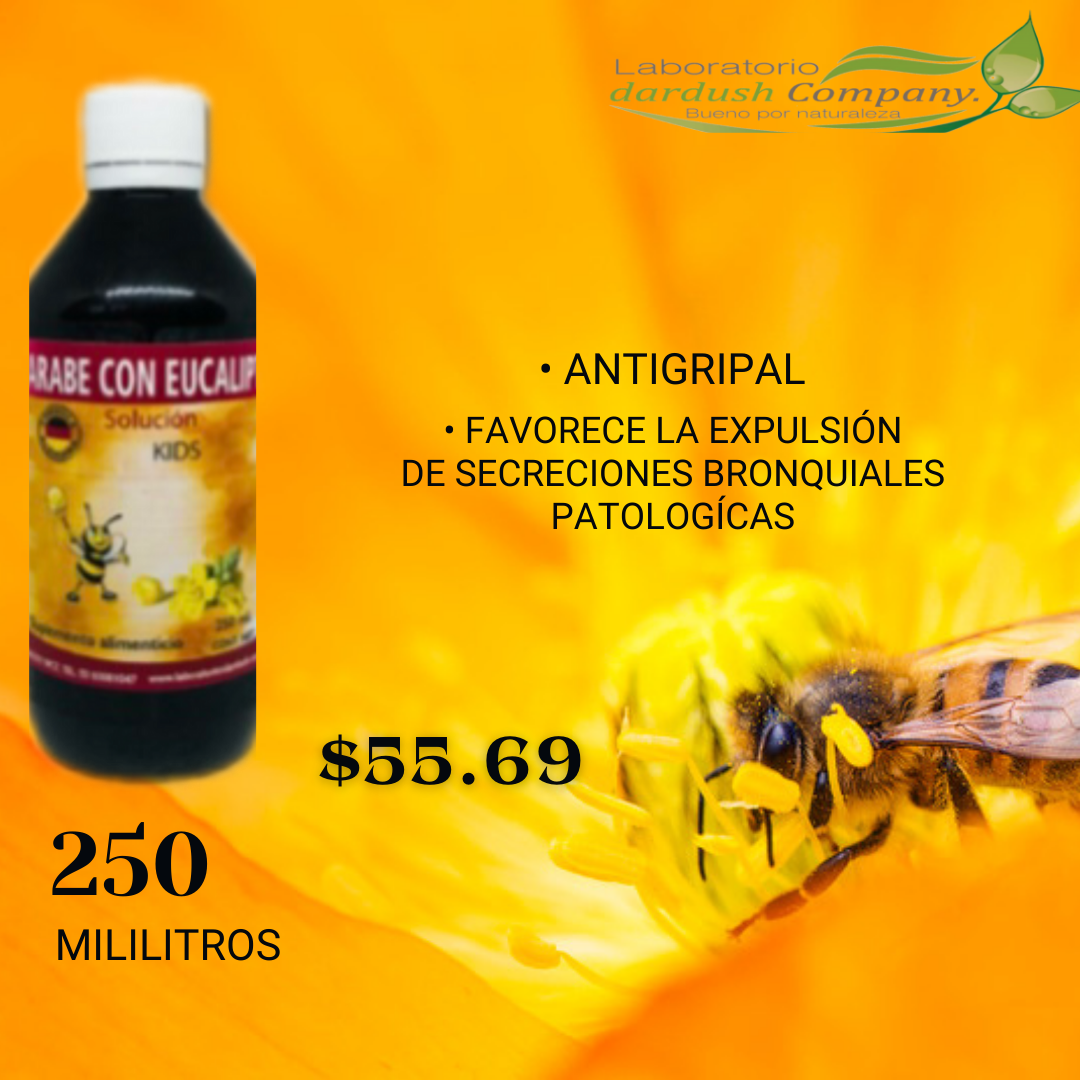 Laboratorio
dardush Company.
Bueno por naturaleza
ARABE CON EUCALIP
Solución
KIDS
• ANTIGRIPAL
• FAVORECE LA EXPULSIÓN
DE SECRECIONES BRONQUIALES
PATOLOGÍCAS
alimenticio
$55.69
250
MILILITROS